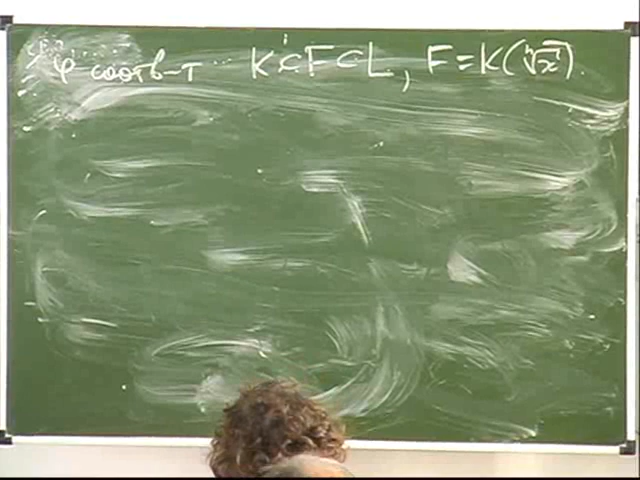 φ соотв-т K ⊂ F ⊂ L, F = K(ⁿ√x).